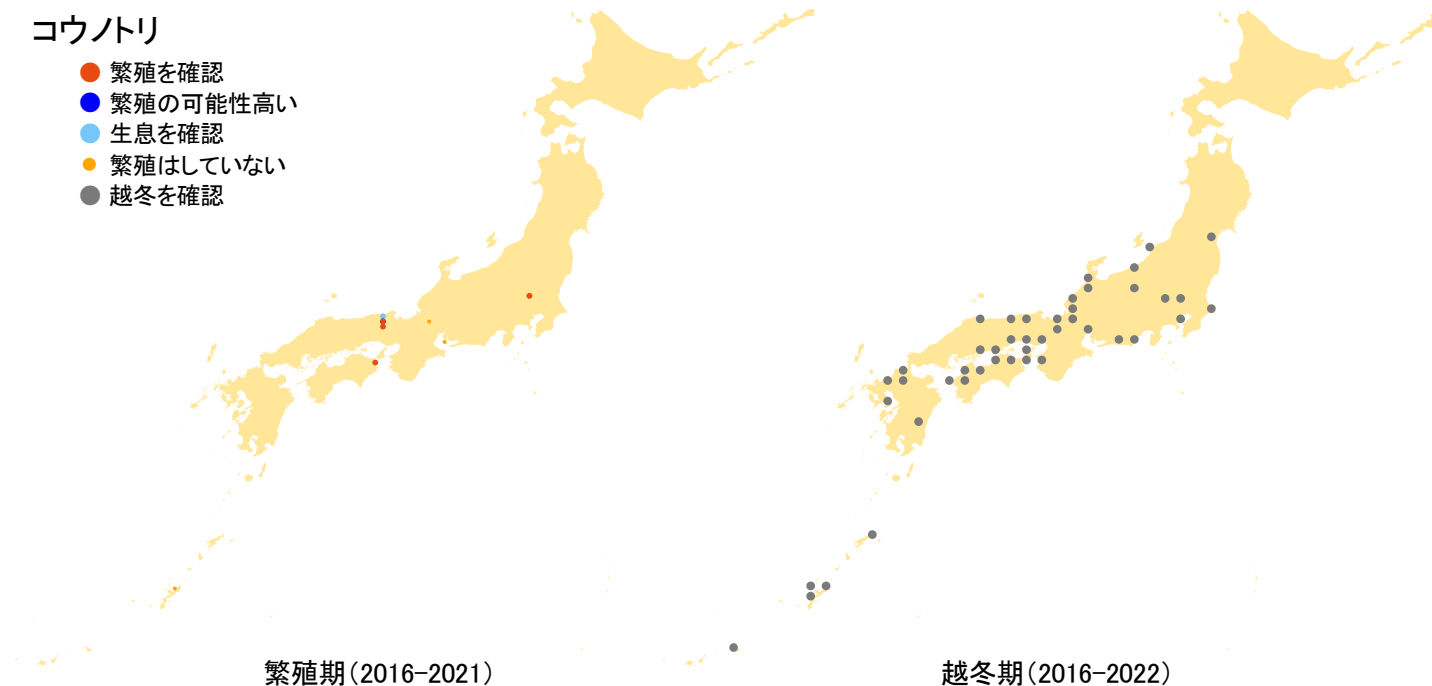 コウノトリ
繁殖を確認
繁殖の可能性高い
生息を確認
繁殖はしていない
越冬を確認
繁殖期（2016-2021）
越冬期（2016-2022）